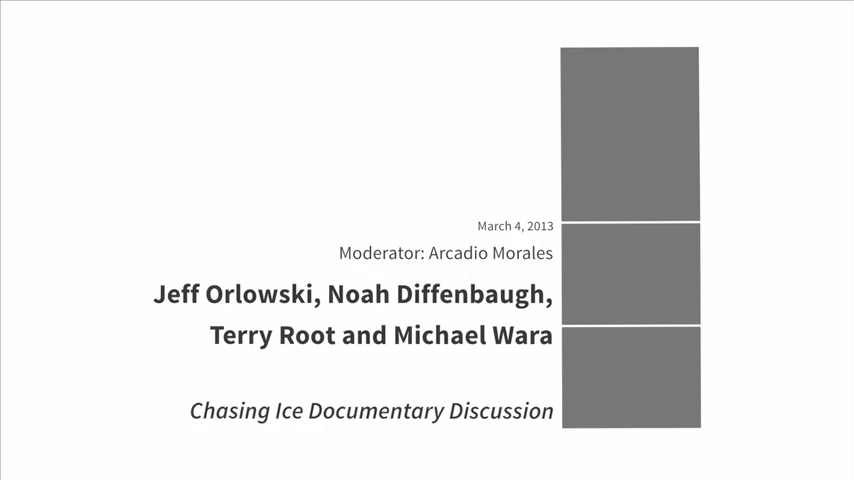 March 4, 2013
Moderator: Arcadio Morales
Jeff Orlowski, Noah Diffenbaugh,
Terry Root and Michael Wara
Chasing Ice Documentary Discussion